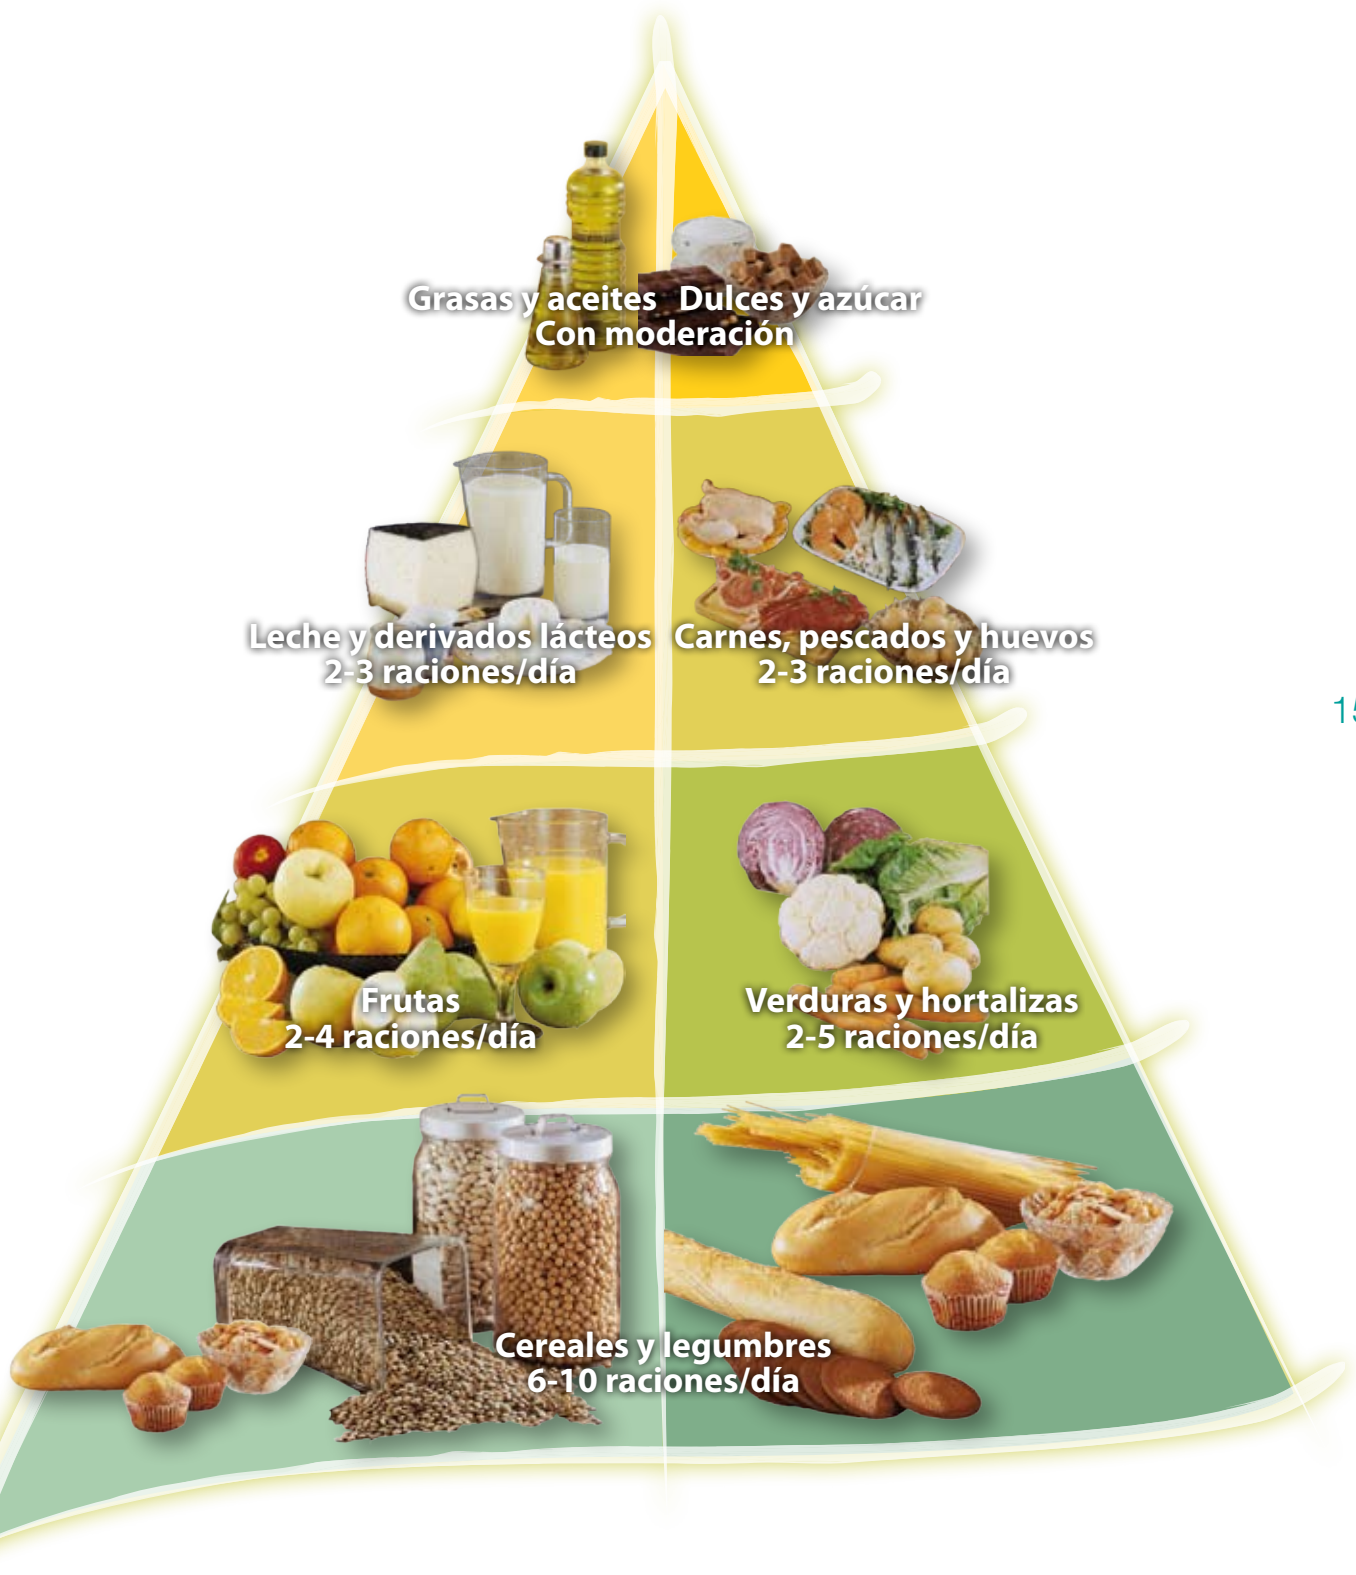 Grasas y aceites Dulces y azúcar
Con moderación
Leche y derivados lácteos
2-3 raciones/día
Carnes, pescados y huevos
2-3 raciones/día
Frutas
2-4 raciones/día
Verduras y hortalizas
2-5 raciones/día
Cereales y legumbres
6-10 raciones/día